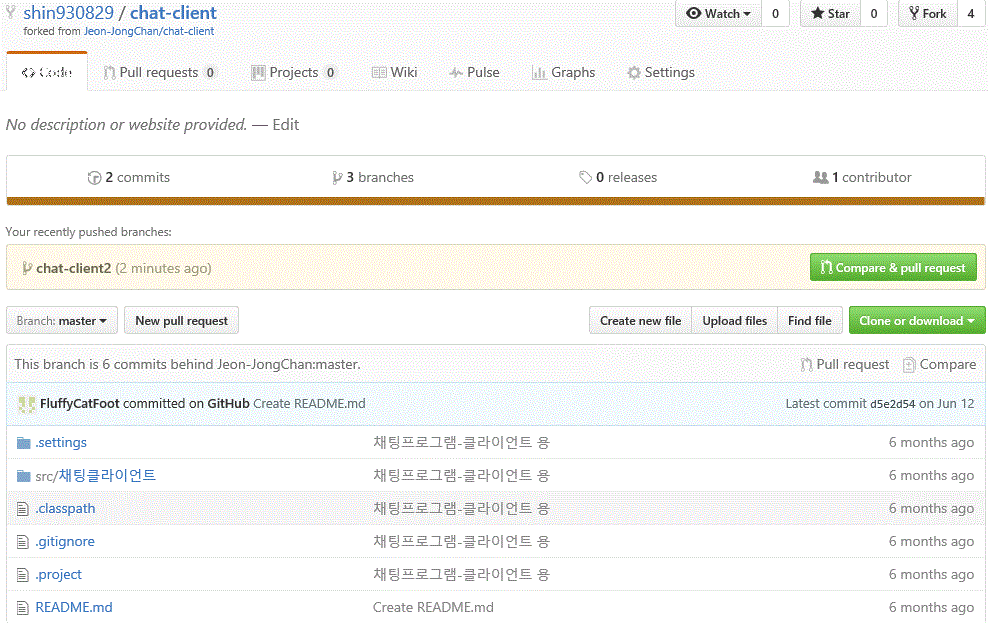 shin930829 / chat-client
Watch 0 Star 0 Fork 4
forked from Jeon-JongChan/chat-client
Code Pull requests 0 Projects 0 Wiki Pulse Graphs Settings
No description or website provided. — Edit
2 commits 3 branches 0 releases 1 contributor
Your recently pushed branches:
chat-client2 (2 minutes ago) Compare & pull request
Branch: master New pull request Create new file Upload files Find file Clone or download
This branch is 6 commits behind Jeon-JongChan:master. Pull request Compare
FluffyCatFoot committed on GitHub Create README.md Latest commit d5e2d54 on Jun 12
.settings 채팅프로그램-클라이언트 용 6 months ago
src/채팅클라이언트 채팅프로그램-클라이언트 용 6 months ago
.classpath 채팅프로그램-클라이언트 용 6 months ago
.gitignore 채팅프로그램-클라이언트 용 6 months ago
.project 채팅프로그램-클라이언트 용 6 months ago
README.md Create README.md 6 months ago